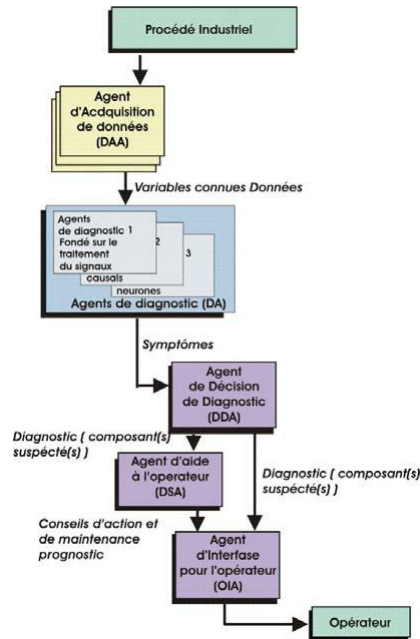 Procédé Industriel
Agent
d'Acdquisition
de données
(DAA)
Variables connues Données
Agents
de diagnostic 1
Fondé sur le
traitement
du signaux
2
causals
3
neurones
Agents de diagnostic (DA)
Symptômes
Agent
de Décision
de Diagnostic
(DDA)
Diagnostic ( composant(s)
suspécté(s) )
Agent d'aide
à l'operateur
(DSA)
Diagnostic ( composant(s)
suspécté(s) )
Conseils d'action et
de maintenance
prognostic
Agent
d'Interfase
pour l'opérateur
(OIA)
Opérateur